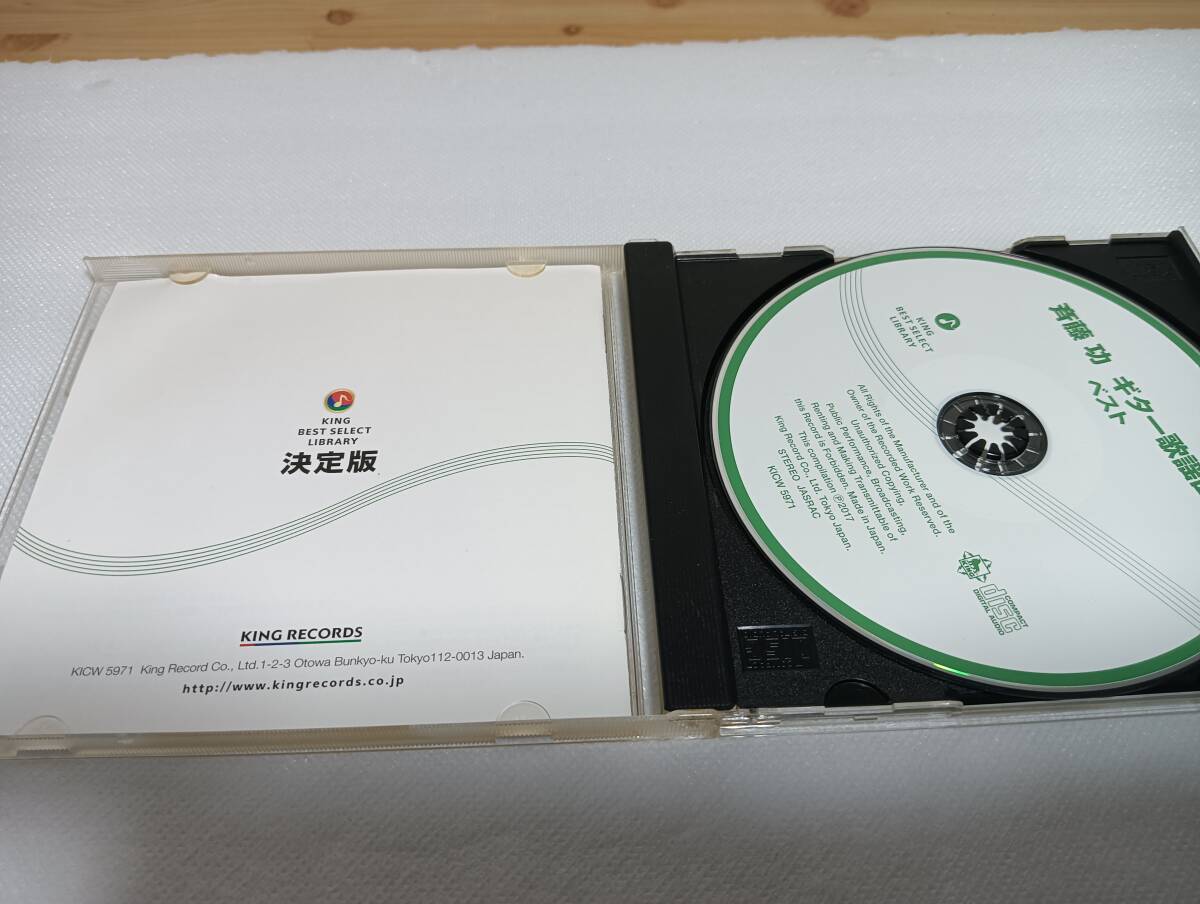 KING
BEST SELECT
LIBRARY
決定版
KING RECORDS
KICW 5971 King Record Co., Ltd.1-2-3 Otowa Bunkyo-ku Tokyo112-0013 Japan.
http://www.kingrecords.co.jp
KING
BEST SELECT
LIBRARY
斉藤 功 ギター歌謡
ベスト
All Rights of the Manufacturer and of the
Owner of the Recorded Work Reserved.
Unauthorized Copying,
Public Performance, Broadcasting,
Renting and Making Transmittable of
this Record is Forbidden. Made in Japan.
This compilation Ⓟ2017
King Record Co., Ltd. Tokyo Japan.
STEREO JASRAC
KICW 5971
KING
COMPACT
disc
DIGITAL AUDIO